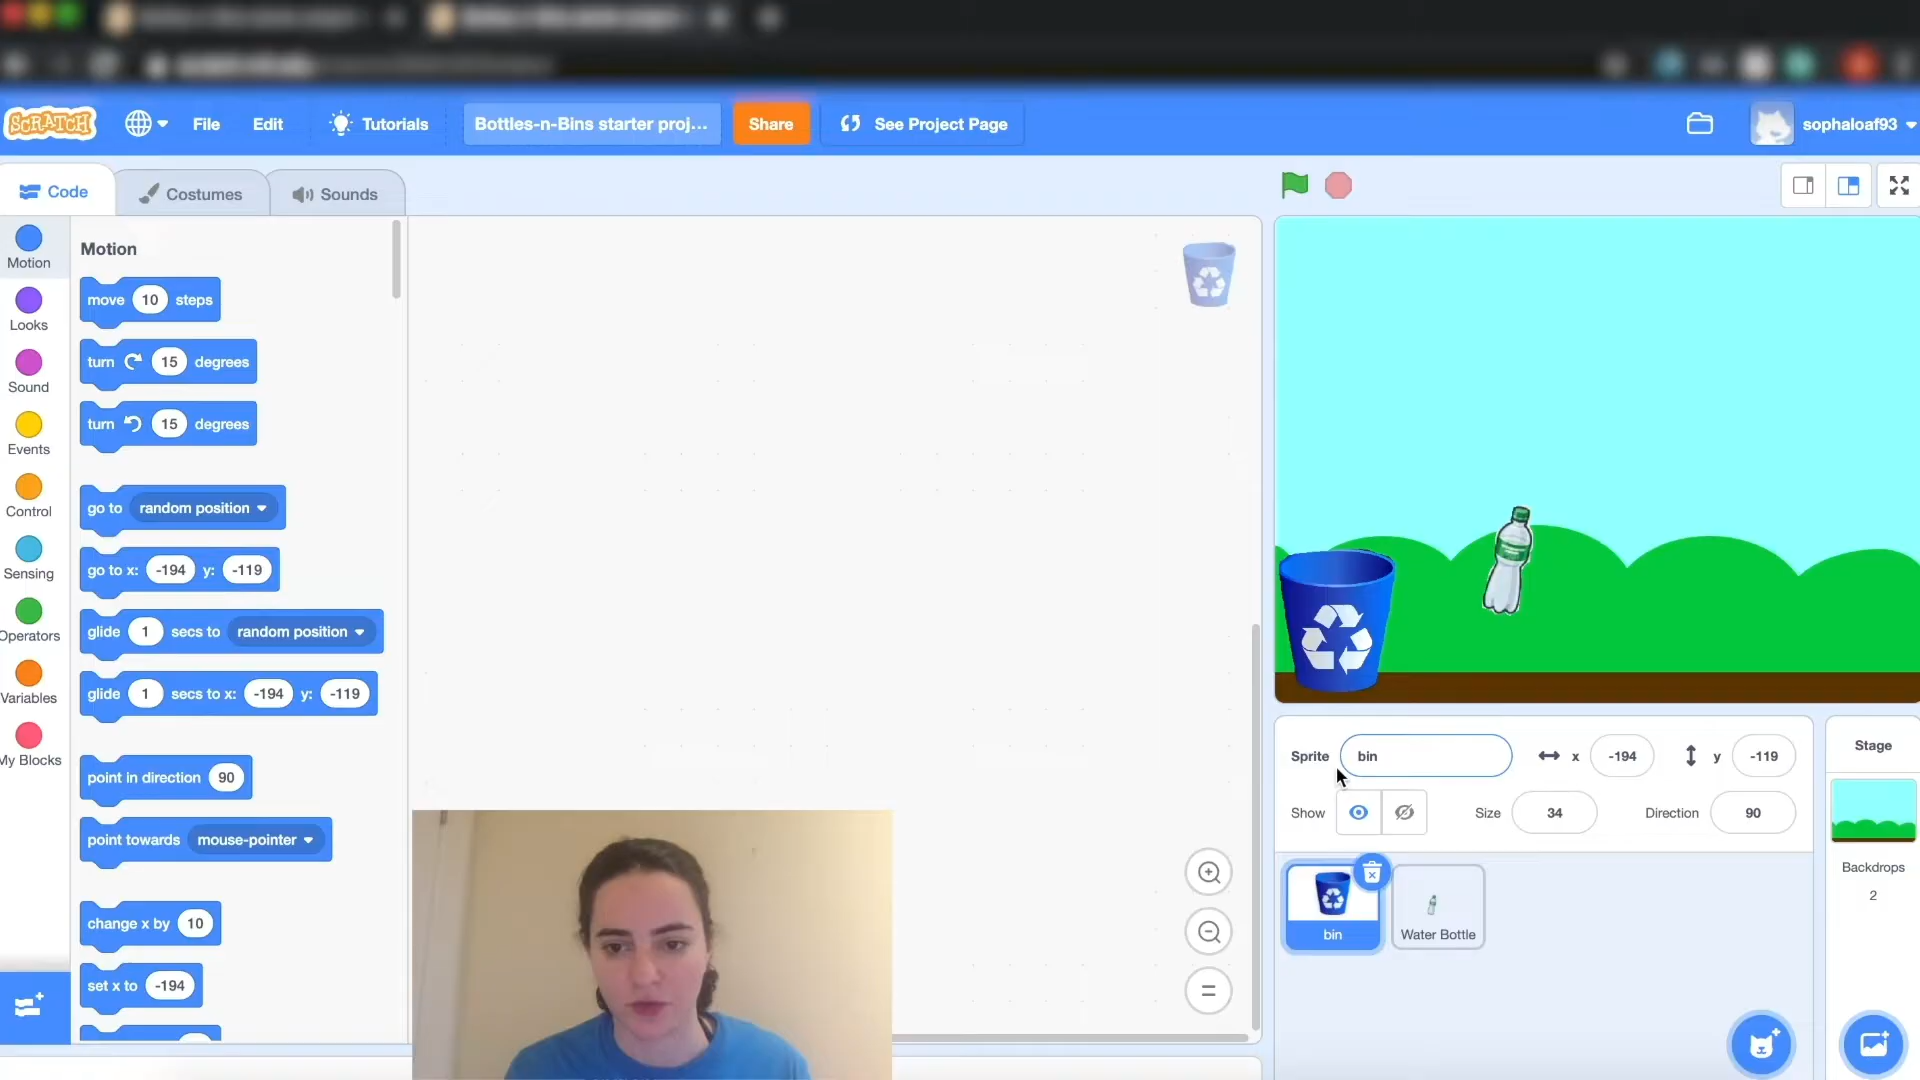 SCRATCH
File
Edit
Tutorials
Bottles-n-Bins starter proj...
Share
See Project Page
sophaloaf93
Code
Costumes
Sounds
Motion
Looks
Sound
Events
Control
Sensing
Operators
Variables
My Blocks
Motion
move 10 steps
turn 15 degrees
turn 15 degrees
go to random position
go to x: -194 y: -119
glide 1 secs to random position
glide 1 secs to x: -194 y: -119
point in direction 90
point towards mouse-pointer
change x by 10
set x to -194
Sprite bin x -194 y -119
Show Size 34 Direction 90
bin
Water Bottle
Stage
Backdrops
2